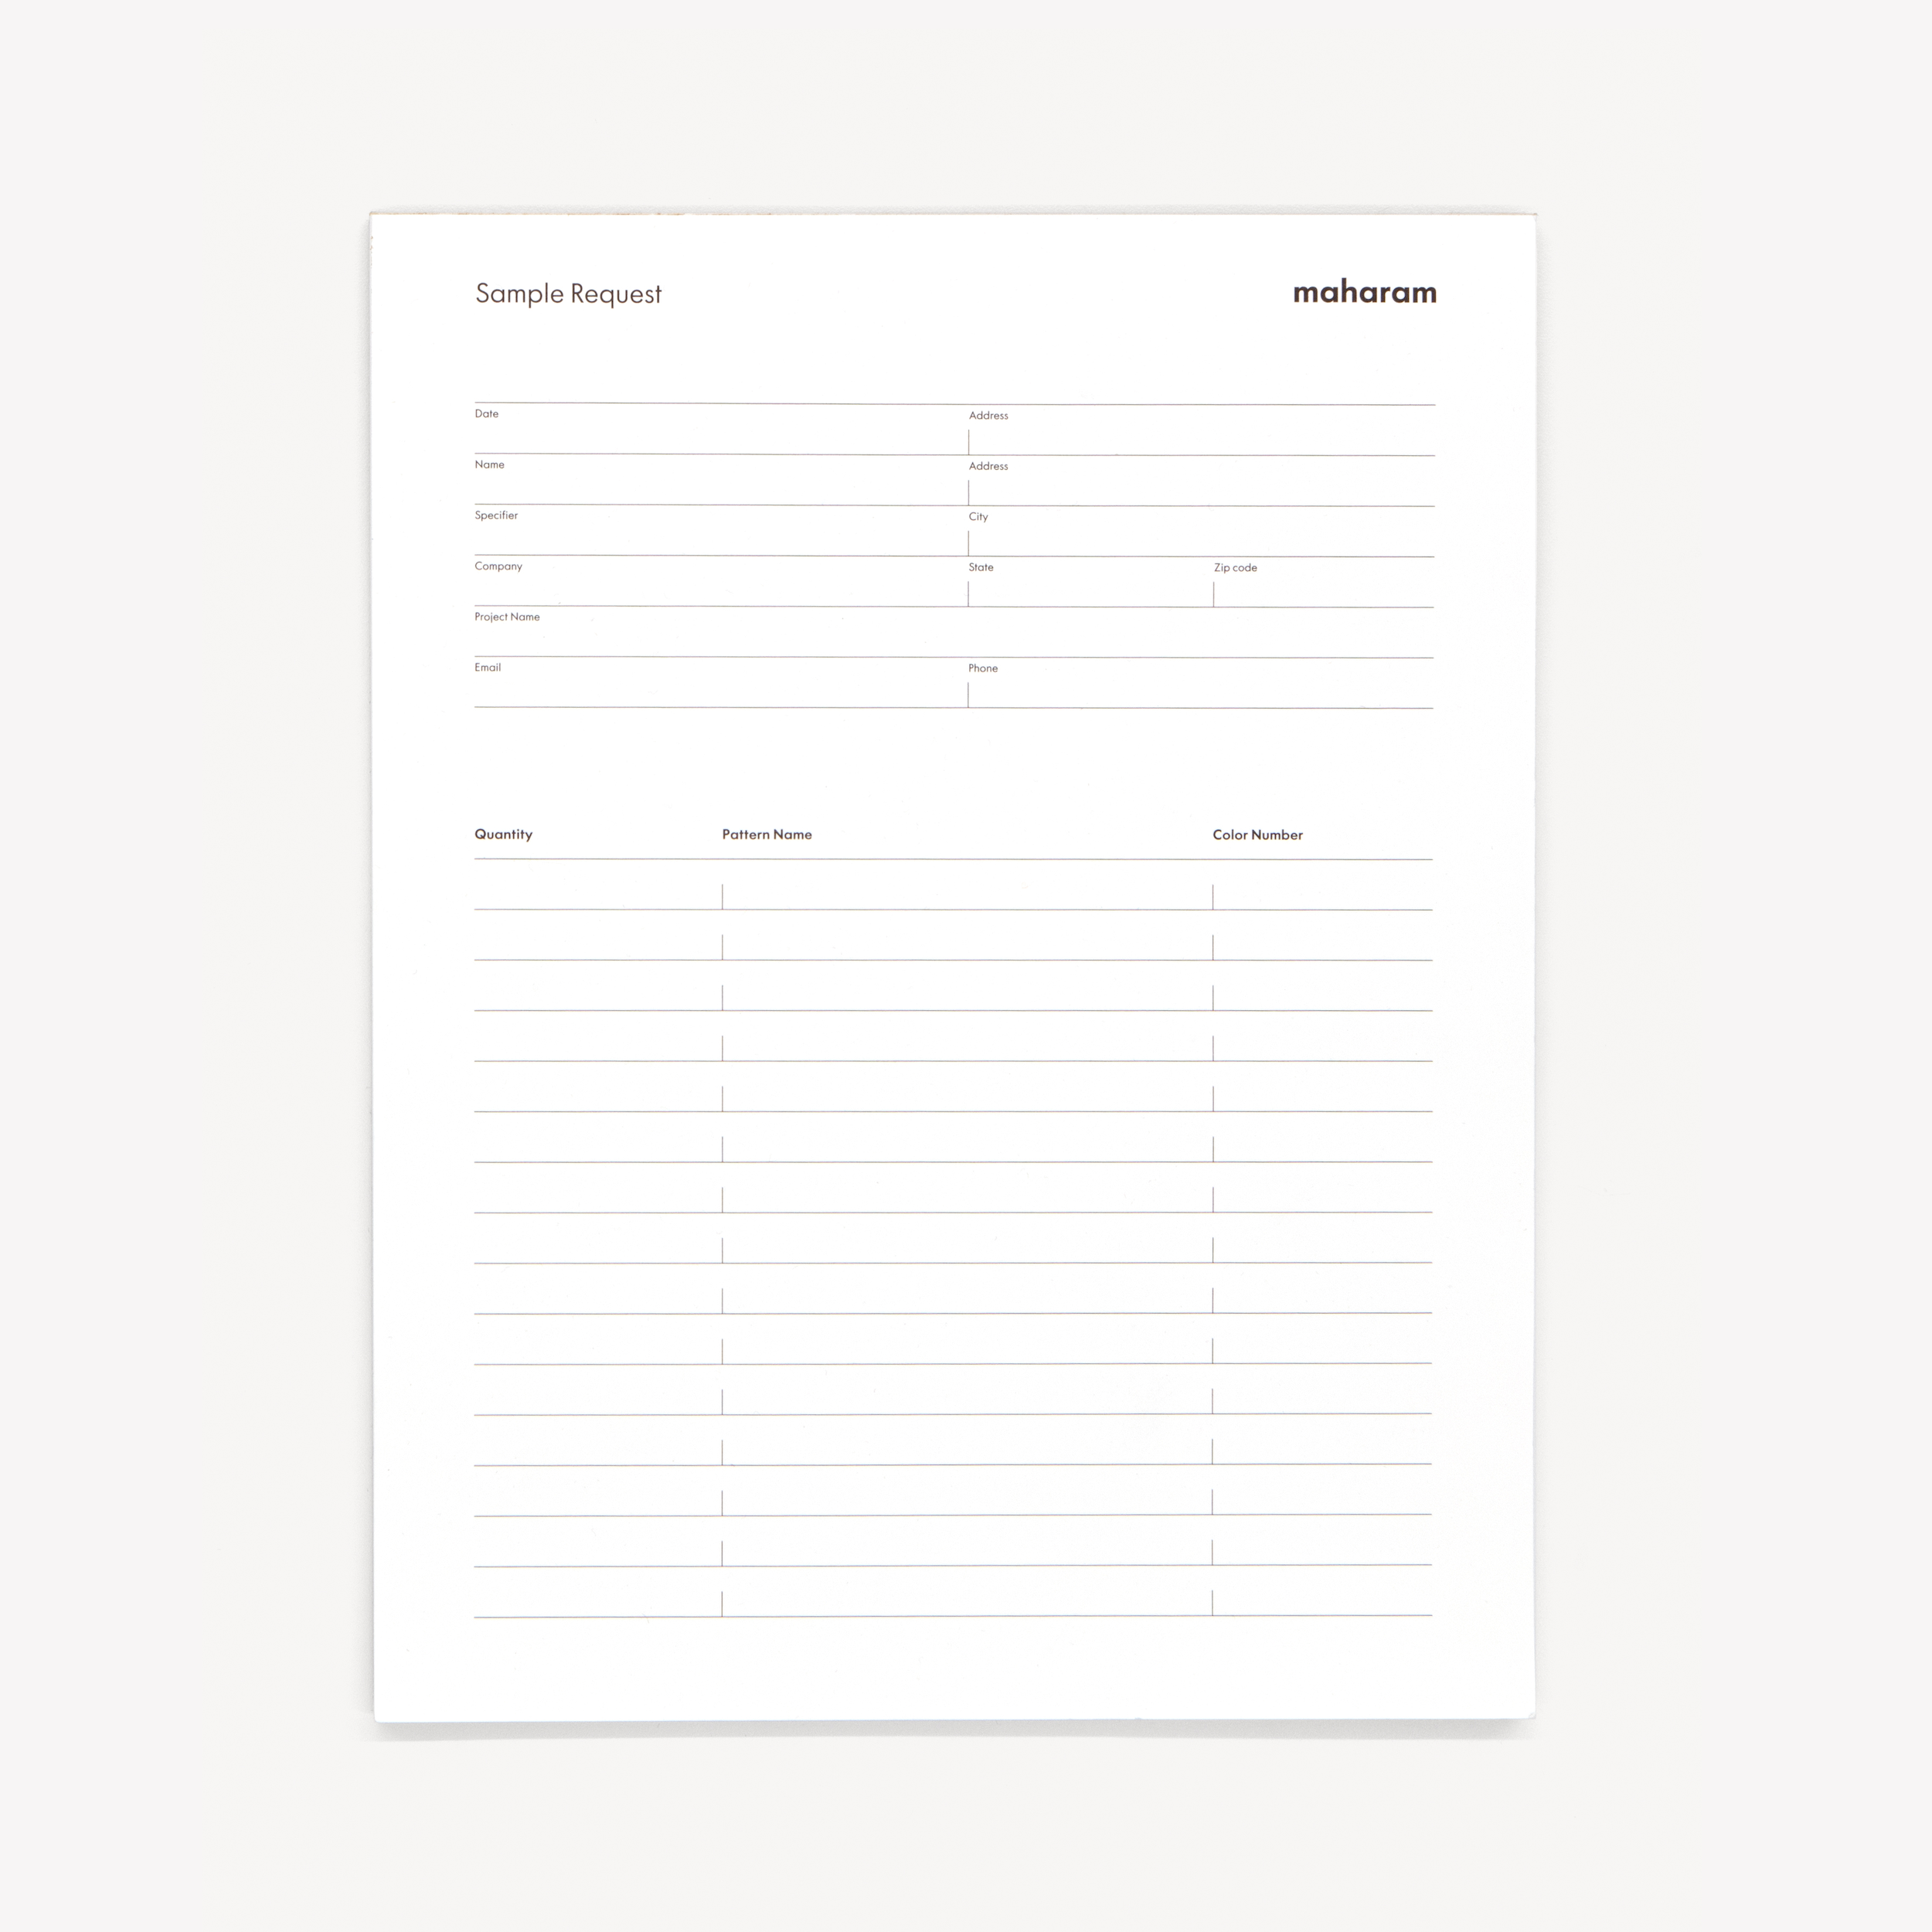 Sample Request maharam
Date Address
Name Address
Specifier City
Company State Zip code
Project Name
Email Phone
Quantity Pattern Name Color Number